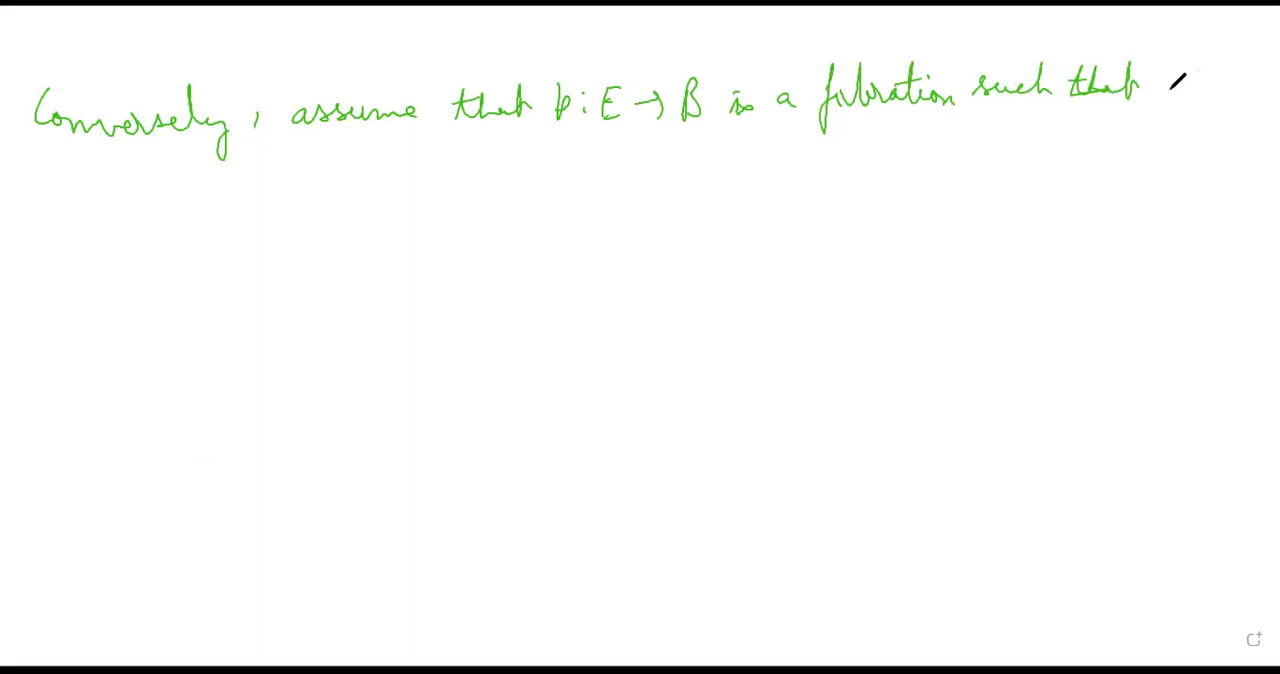 Conversely, assume that p: E → B is a fibration such that